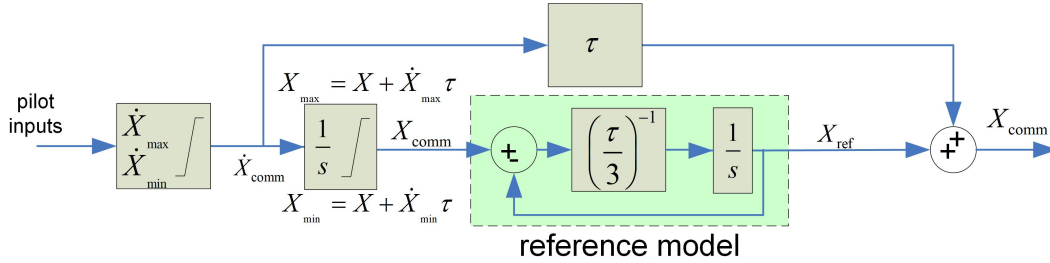 τ
X_max = X + Ẋ_max τ
pilot
inputs
Ẋ_max
Ẋ_min
Ẋ_comm
1/s
X_comm
X_min = X + Ẋ_min τ
+
-
(τ/3)^-1
1/s
X_ref
+
+
X_comm
reference model